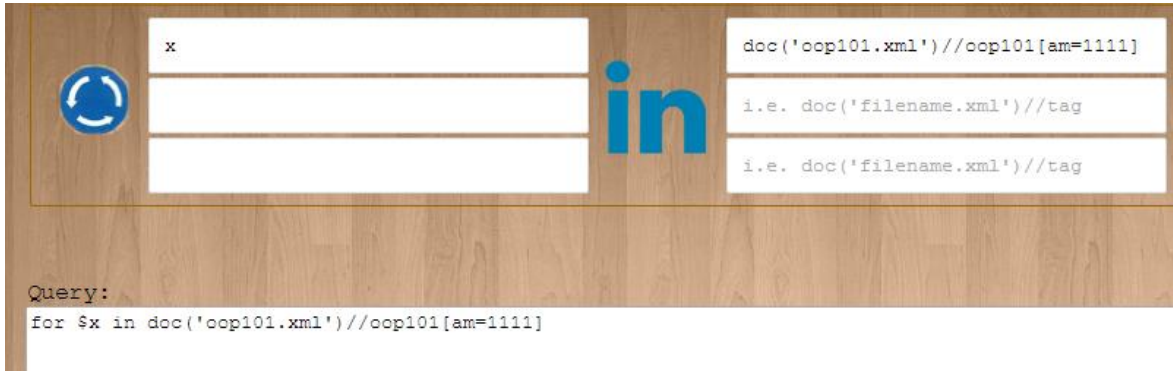 x
in
doc('oop101.xml')//oop101[am=1111]
i.e. doc('filename.xml')//tag
i.e. doc('filename.xml')//tag
Query:
for $x in doc('oop101.xml')//oop101[am=1111]